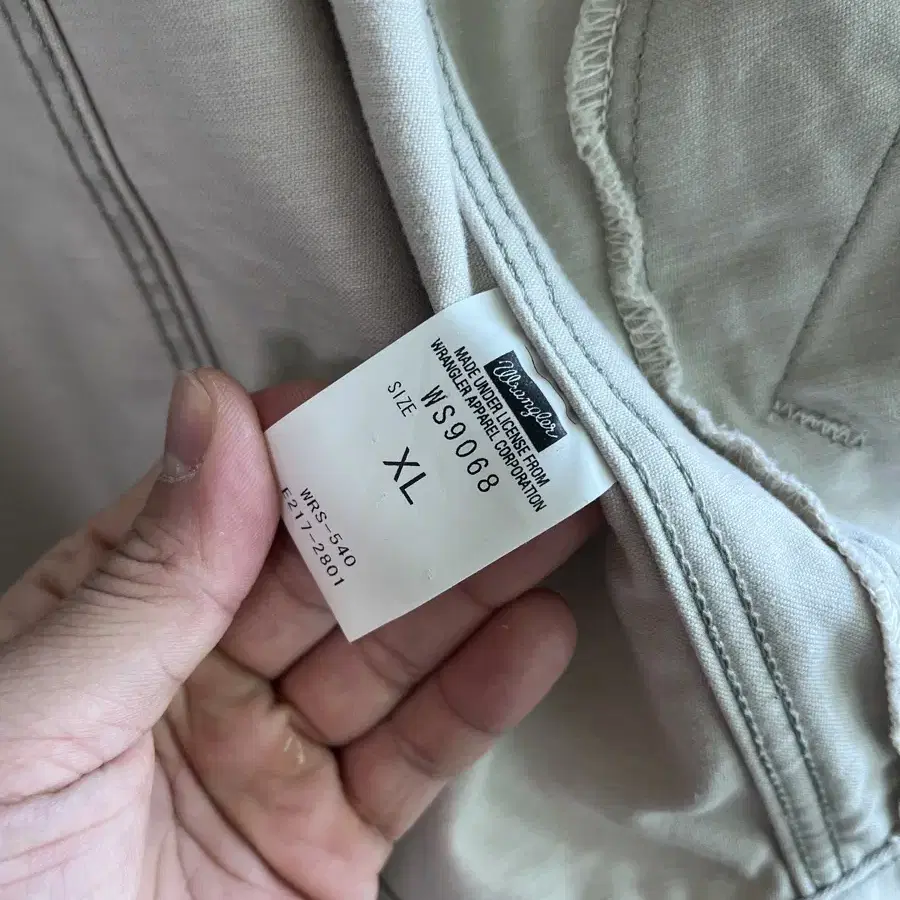 Wrangler
MADE UNDER LICENSE FROM
WRANGLER APPAREL CORPORATION
WS9068
SIZE XL
WRS-540
E217-2801